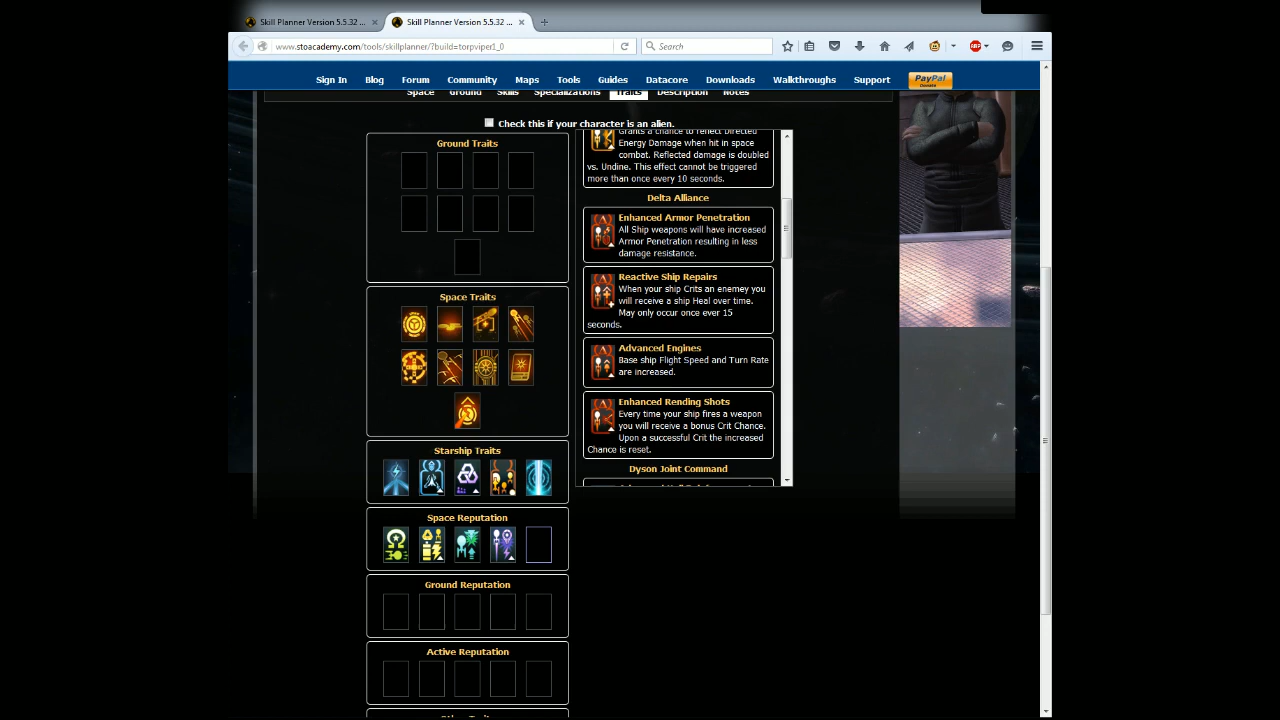 Skill Planner Version 5.5.32 ...
Skill Planner Version 5.5.32 ...
www.stoacademy.com/tools/skillplanner/?build=torpviper1_0
Search
ABP
Sign In Blog Forum Community Maps Tools Guides Datacore Downloads Walkthroughs Support PayPal
Donate
Space Ground Skills Specializations Traits Description Notes
Check this if your character is an alien.
Ground Traits
Space Traits
Starship Traits
Space Reputation
Ground Reputation
Active Reputation
Grants a chance to reflect Directed
Energy Damage when hit in space
combat. Reflected damage is doubled
vs. Undine. This effect cannot be triggered
more than once every 10 seconds.
Delta Alliance
Enhanced Armor Penetration
All Ship weapons will have increased
Armor Penetration resulting in less
damage resistance.
Reactive Ship Repairs
When your ship Crits an enemey you
will receive a ship Heal over time.
May only occur once ever 15
seconds.
Advanced Engines
Base ship Flight Speed and Turn Rate
are increased.
Enhanced Rending Shots
Every time your ship fires a weapon
you will receive a bonus Crit Chance.
Upon a successful Crit the increased
Chance is reset.
Dyson Joint Command